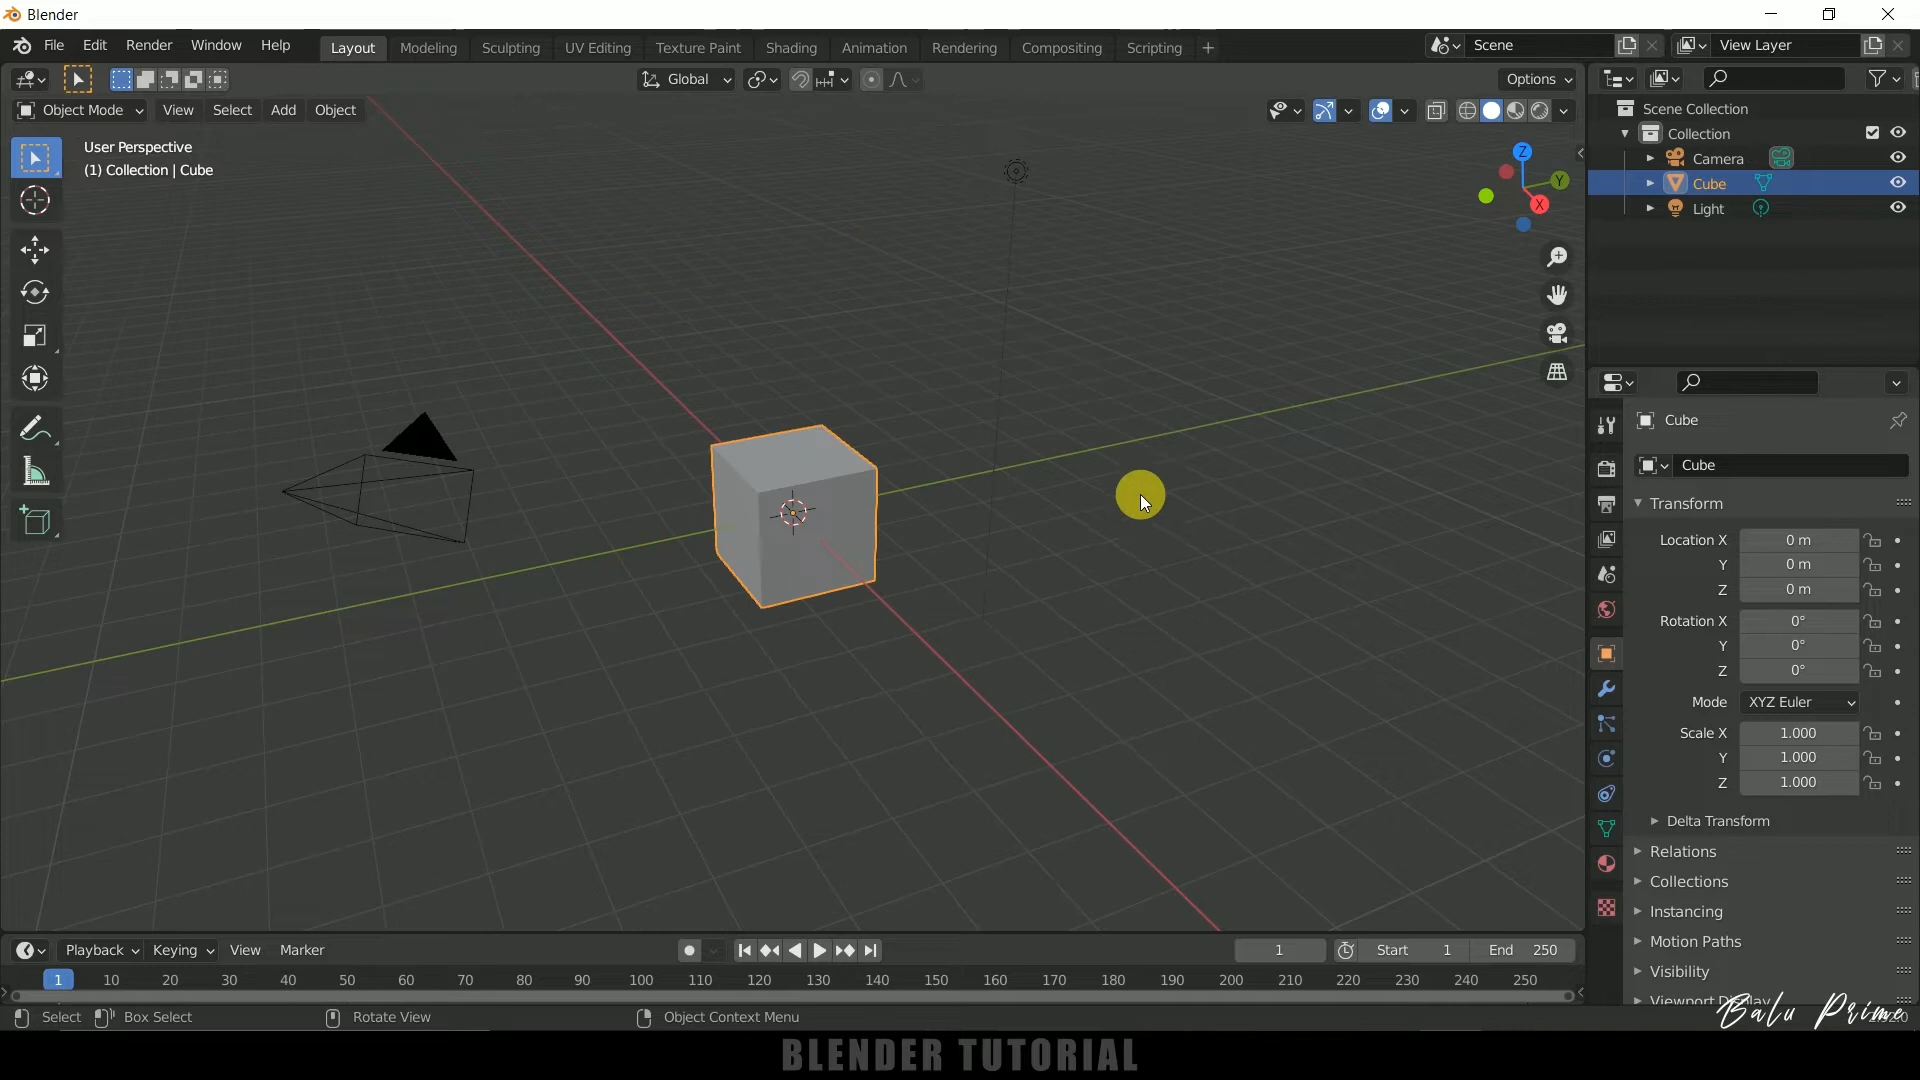 Blender
File Edit Render Window Help Layout Modeling Sculpting UV Editing Texture Paint Shading Animation Rendering Compositing Scripting + Scene View Layer
Global Options
Object Mode View Select Add Object
User Perspective
(1) Collection | Cube
Z
Y
X
Scene Collection
Collection
Camera
Cube
Light
Cube
Cube
Transform
Location X 0 m
Y 0 m
Z 0 m
Rotation X 0°
Y 0°
Z 0°
Mode XYZ Euler
Scale X 1.000
Y 1.000
Z 1.000
Delta Transform
Relations
Collections
Instancing
Motion Paths
Visibility
Viewport Display
Playback Keying View Marker 1 Start 1 End 250
1 10 20 30 40 50 60 70 80 90 100 110 120 130 140 150 160 170 180 190 200 210 220 230 240 250
Select Box Select Rotate View Object Context Menu
Balu Prime
BLENDER TUTORIAL